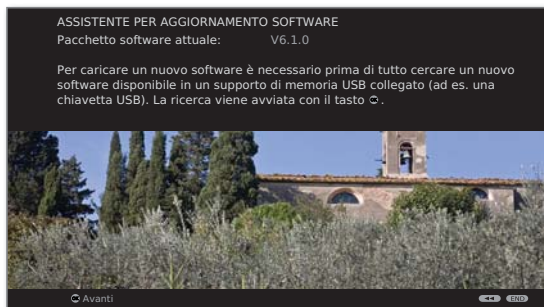 ASSISTENTE PER AGGIORNAMENTO SOFTWARE
Pacchetto software attuale: V6.1.0
Per caricare un nuovo software è necessario prima di tutto cercare un nuovo
software disponibile in un supporto di memoria USB collegato (ad es. una
chiavetta USB). La ricerca viene avviata con il tasto OK.
OK Avanti
END